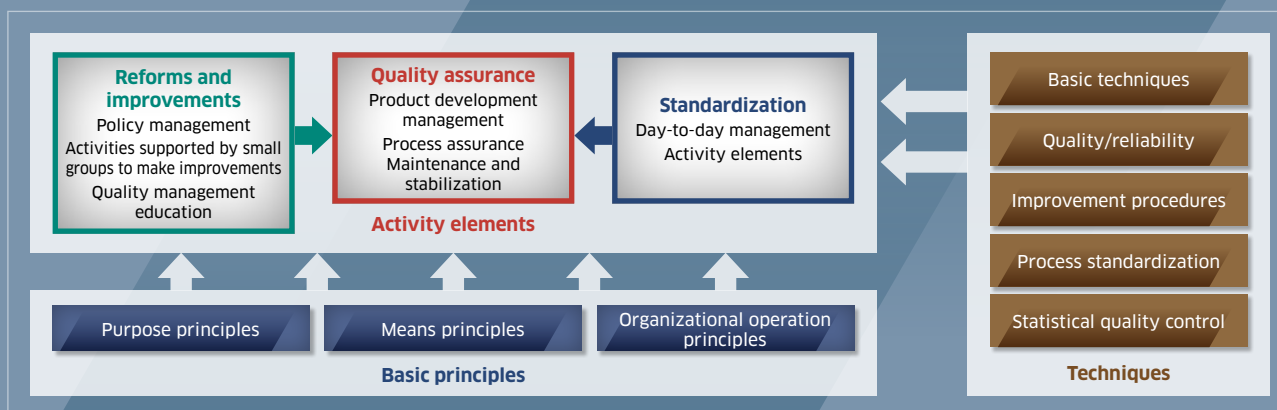 Reforms and
improvements
Policy management
Activities supported by small
groups to make improvements
Quality management
education
Quality assurance
Product development
management
Process assurance
Maintenance and
stabilization
Standardization
Day-to-day management
Activity elements
Activity elements
Purpose principles
Means principles
Organizational operation
principles
Basic principles
Basic techniques
Quality/reliability
Improvement procedures
Process standardization
Statistical quality control
Techniques